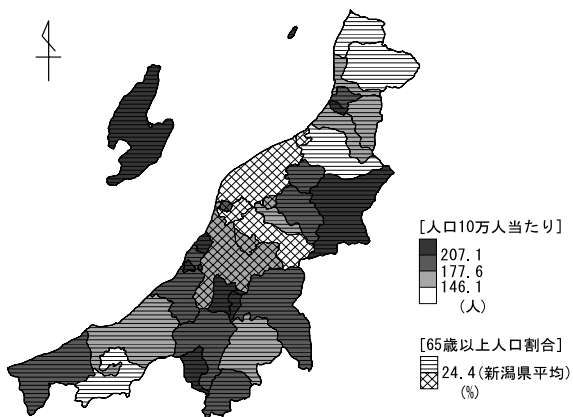 [人口10万人当たり]
207.1
177.6
146.1
(人)
[65歳以上人口割合]
24.4(新潟県平均)
(%)